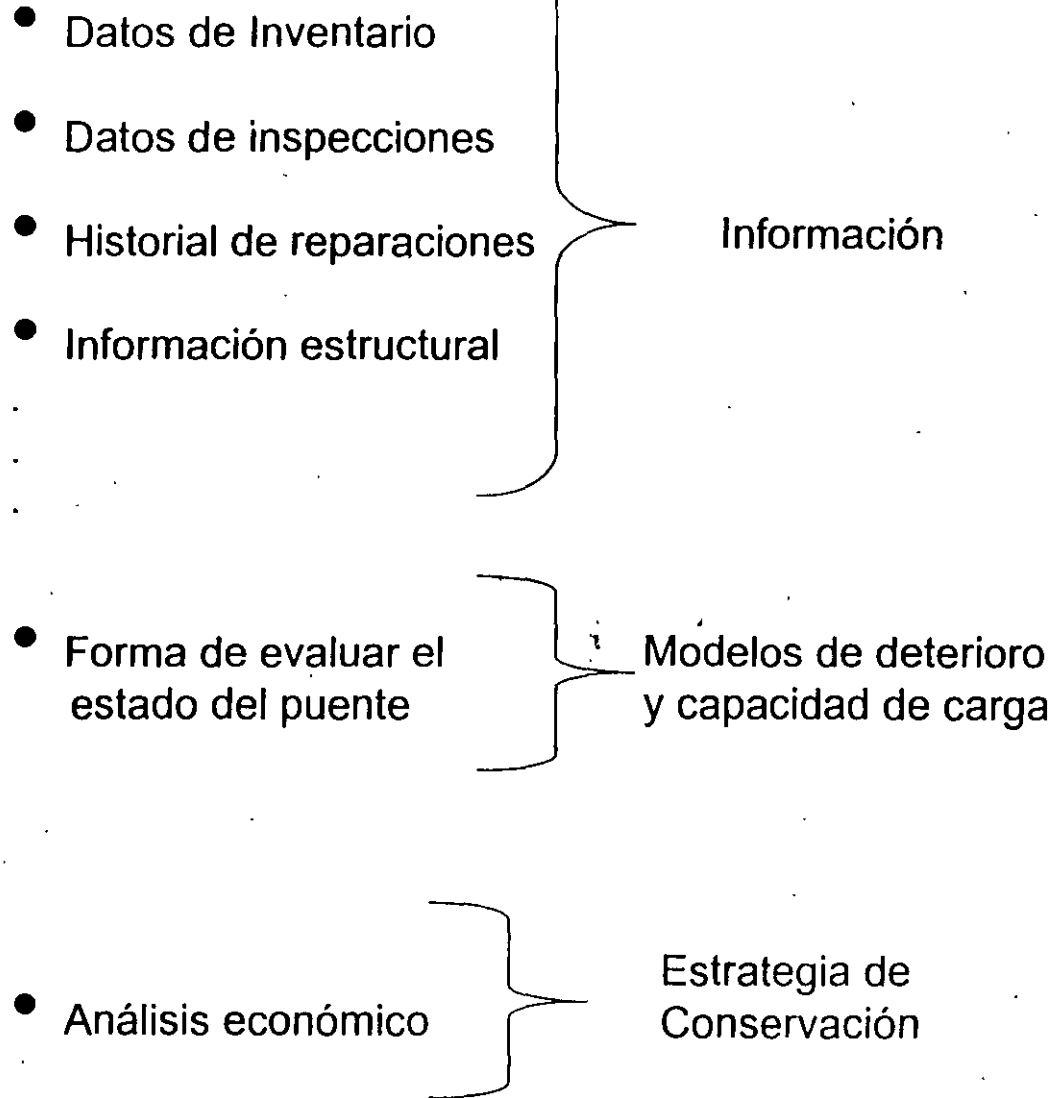 • Datos de Inventario
• Datos de inspecciones
• Historial de reparaciones
Información
• Información estructural
• Forma de evaluar el
estado del puente
Modelos de deterioro
y capacidad de carga
• Análisis económico
Estrategia de
Conservación